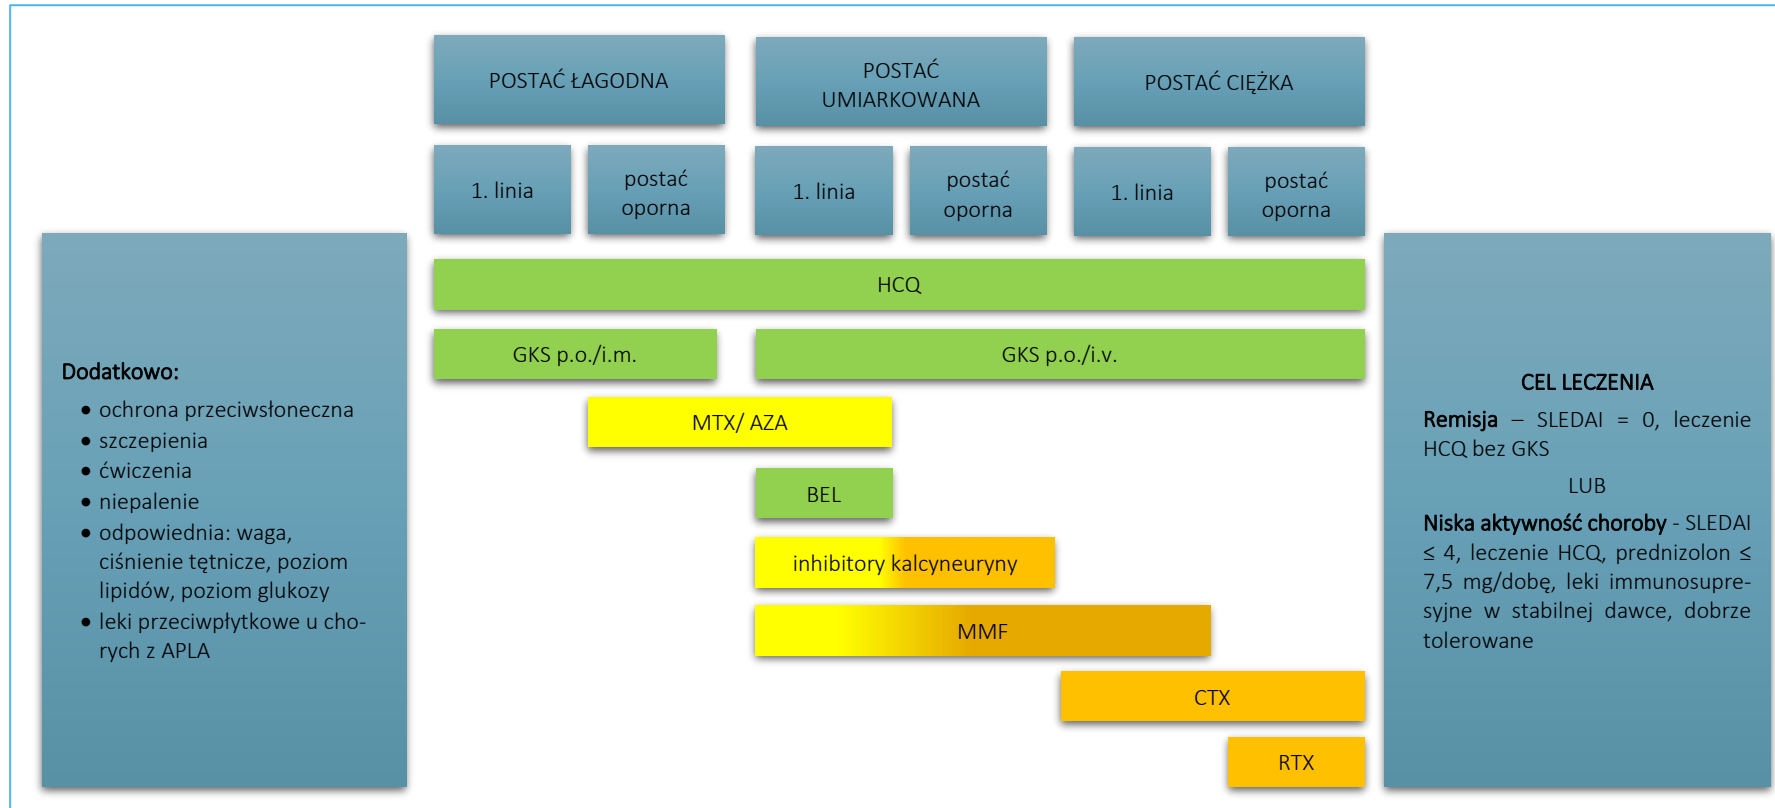 POSTAĆ ŁAGODNA
POSTAĆ
UMIARKOWANA
POSTAĆ CIĘŻKA
1. linia
postać
oporna
1. linia
postać
oporna
1. linia
postać
oporna
HCQ
GKS p.o./i.m.
GKS p.o./i.v.
MTX/ AZA
BEL
inhibitory kalcyneuryny
MMF
CTX
RTX
Dodatkowo:
• ochrona przeciwsłoneczna
• szczepienia
• ćwiczenia
• niepalenie
• odpowiednia: waga,
ciśnienie tętnicze, poziom
lipidów, poziom glukozy
• leki przeciwpłytkowe u cho-
rych z APLA
CEL LECZENIA
Remisja – SLEDAI = 0, leczenie
HCQ bez GKS
LUB
Niska aktywność choroby - SLEDAI
≤ 4, leczenie HCQ, prednizolon ≤
7,5 mg/dobę, leki immunosupre-
syjne w stabilnej dawce, dobrze
tolerowane